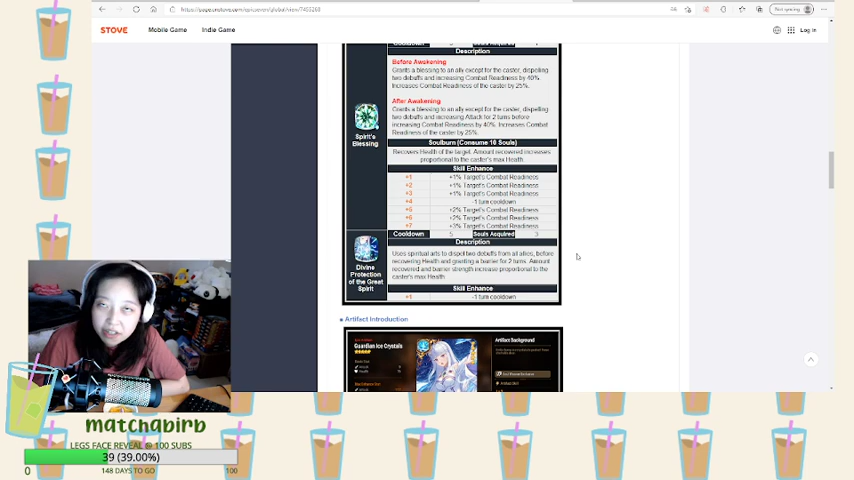 https://page.onstove.com/epicseven/global/view/7453268
Not syncing
STOVE
Mobile Game
Indie Game
Log in
Description
Before Awakening
Grants a blessing to an ally except for the caster, dispelling
two debuffs and increasing Combat Readiness by 40%.
Increases Combat Readiness of the caster by 25%.
After Awakening
Grants a blessing to an ally except for the caster, dispelling
two debuffs and increasing Attack for 2 turns before
increasing Combat Readiness by 40%. Increases Combat
Readiness of the caster by 25%.
Spirit's
Blessing
Soulburn (Consume 10 Souls)
Recovers Health of the target. Amount recovered increases
proportional to the caster's max Health.
Skill Enhance
+1 +1% Target's Combat Readiness
+2 +1% Target's Combat Readiness
+3 +1% Target's Combat Readiness
+4 -1 turn cooldown
+5 +2% Target's Combat Readiness
+6 +2% Target's Combat Readiness
+7 +3% Target's Combat Readiness
Cooldown 5 Souls Acquired 3
Description
Divine
Protection
of the Great
Spirit
Uses spiritual arts to dispel two debuffs from all allies, before
recovering Health and granting a barrier for 2 turns. Amount
recovered and barrier strength increase proportional to the
caster's max Health.
Skill Enhance
+1 -1 turn cooldown
Artifact Introduction
Guardian Ice Crystals
Artifact Background
matchabirb
LEGS FACE REVEAL @ 100 SUBS
39 (39.00%)
0 148 DAYS TO GO 100